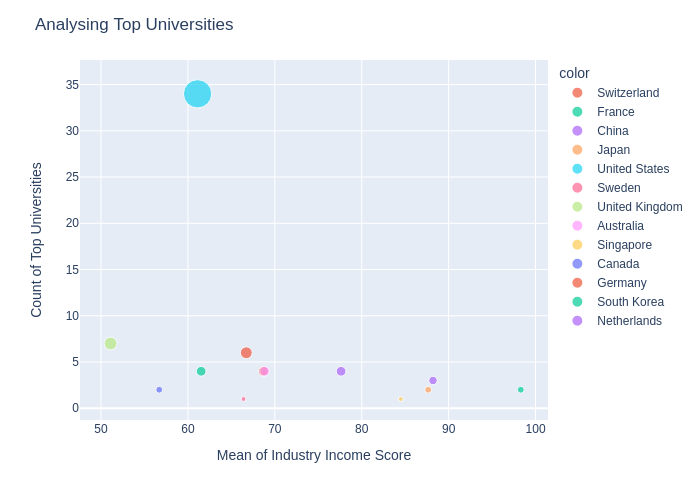 Analysing Top Universities
color
Switzerland
France
China
Japan
United States
Sweden
United Kingdom
Australia
Singapore
Canada
Germany
South Korea
Netherlands
Count of Top Universities
35
30
25
20
15
10
5
0
50 60 70 80 90 100
Mean of Industry Income Score